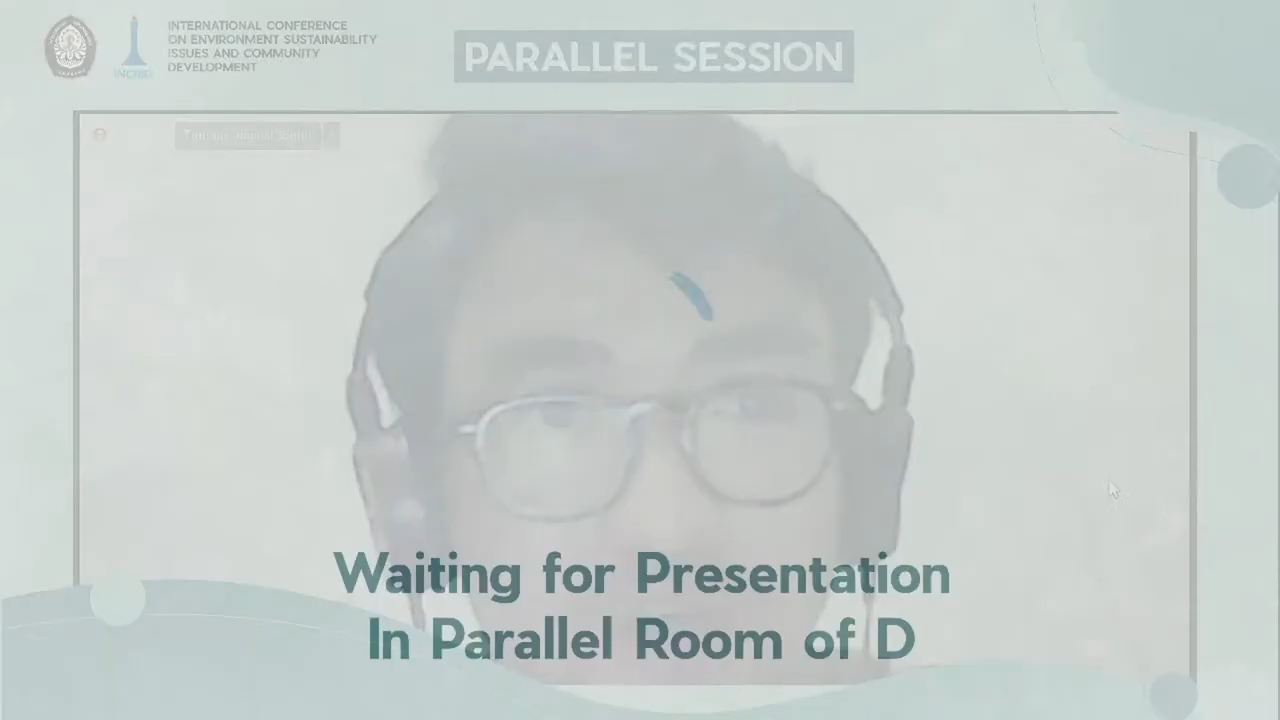 INTERNATIONAL CONFERENCE
ON ENVIRONMENT SUSTAINABILITY
ISSUES AND COMMUNITY
DEVELOPMENT
PARALLEL SESSION
Waiting for Presentation
In Parallel Room of D